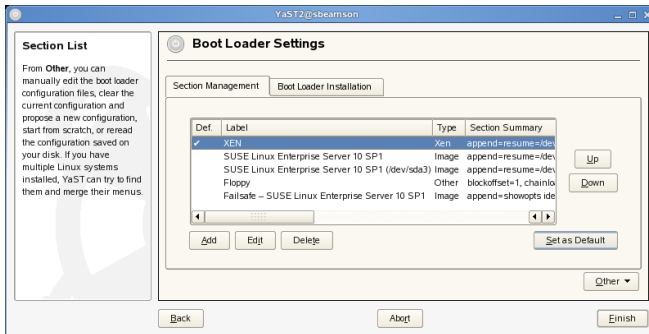 YaST2@sbeamson
Section List
From Other, you can
manually edit the boot loader
configuration files, clear the
current configuration and
propose a new configuration,
start from scratch, or reread
the configuration saved on
your disk. If you have
multiple Linux systems
installed, YaST can try to find
them and merge their menus.
Boot Loader Settings
Section Management Boot Loader Installation
Def. Label Type Section Summary
✔ XEN Xen append=resume=/dev
SUSE Linux Enterprise Server 10 SP1 Image append=resume=/dev
SUSE Linux Enterprise Server 10 SP1 (/dev/sda3) Image append=resume=/dev
Floppy Other blockoffset=1, chainloa
Failsafe – SUSE Linux Enterprise Server 10 SP1 Image append=showopts ide
Up
Down
Add Edit Delete Set as Default
Other
Back Abort Finish